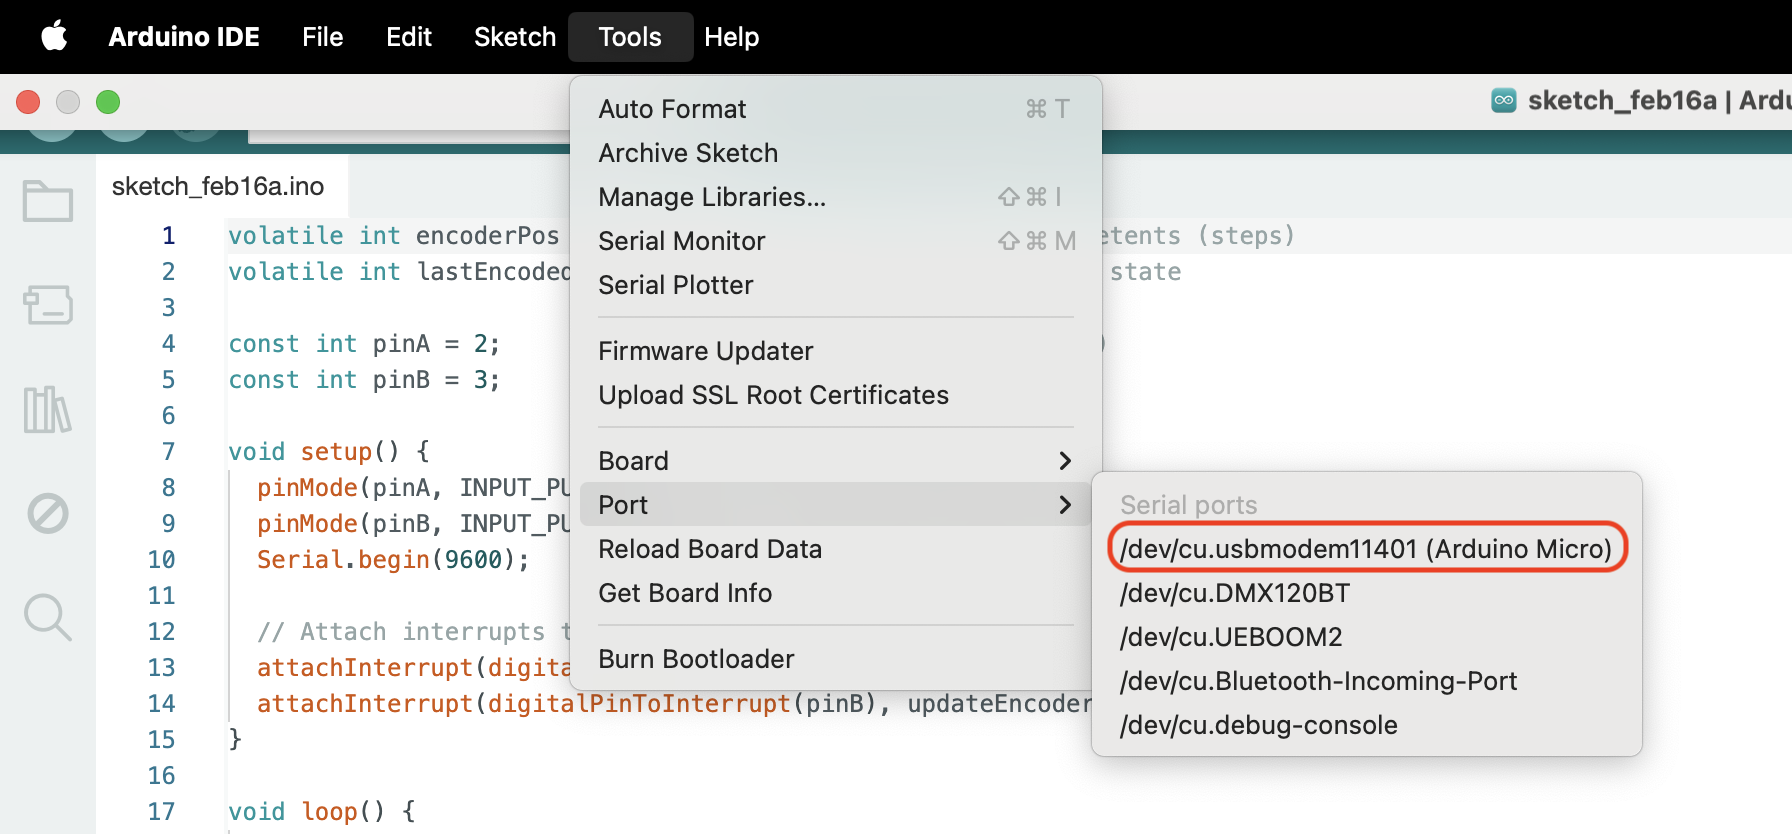 Arduino IDE File Edit Sketch Tools Help
sketch_feb16a | Ardu
sketch_feb16a.ino
1 volatile int encoderPos
2 volatile int lastEncoded
3
4 const int pinA = 2;
5 const int pinB = 3;
6
7 void setup() {
8 pinMode(pinA, INPUT_PU
9 pinMode(pinB, INPUT_PU
10 Serial.begin(9600);
11
12 // Attach interrupts t
13 attachInterrupt(digita
14 attachInterrupt(digitalPinToInterrupt(pinB), updateEncoder
15 }
16
17 void loop() {
etents (steps)
state
)
Auto Format ⌘ T
Archive Sketch
Manage Libraries... ⇧ ⌘ I
Serial Monitor ⇧ ⌘ M
Serial Plotter
Firmware Updater
Upload SSL Root Certificates
Board
Port
Reload Board Data
Get Board Info
Burn Bootloader
Serial ports
/dev/cu.usbmodem11401 (Arduino Micro)
/dev/cu.DMX120BT
/dev/cu.UEBOOM2
/dev/cu.Bluetooth-Incoming-Port
/dev/cu.debug-console